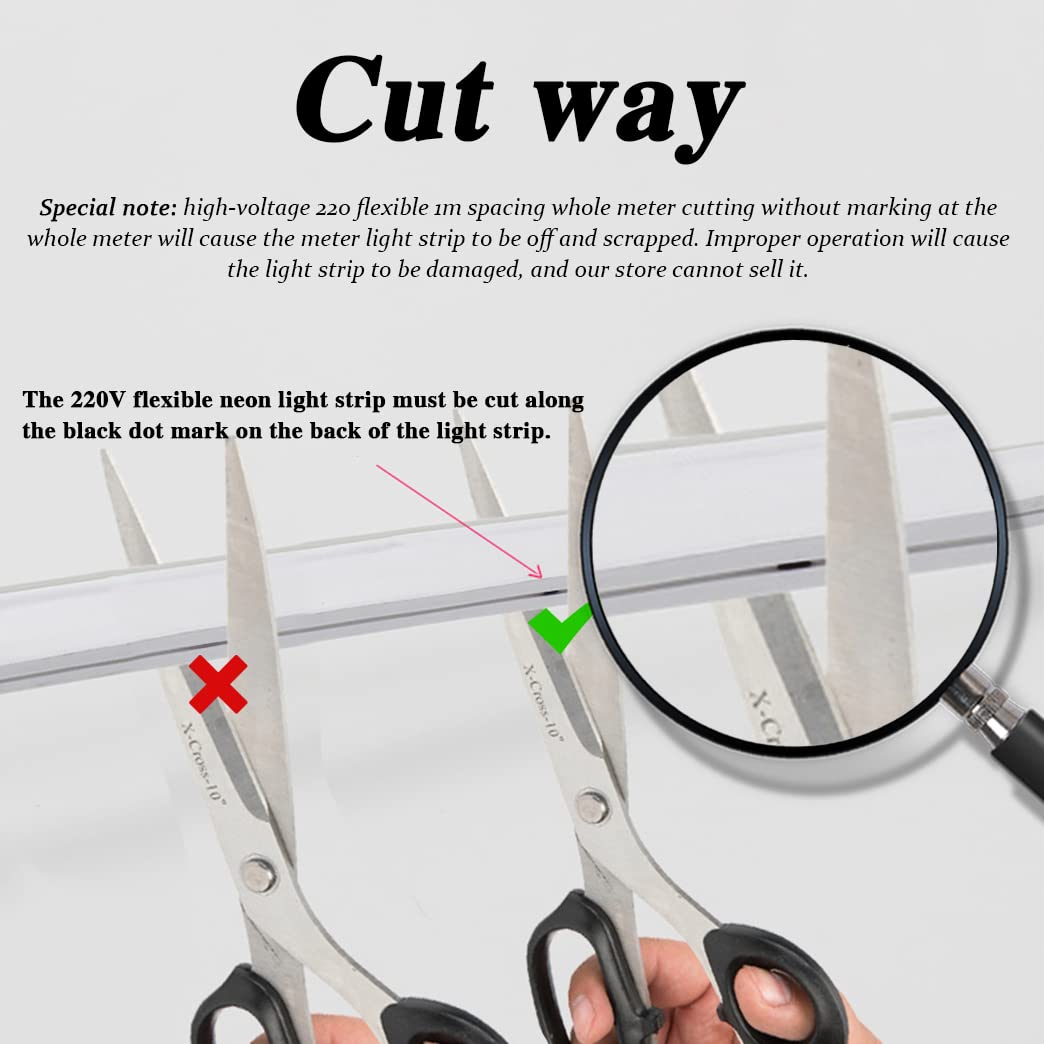 Cut way
Special note: high-voltage 220 flexible 1m spacing whole meter cutting without marking at the
whole meter will cause the meter light strip to be off and scrapped. Improper operation will cause
the light strip to be damaged, and our store cannot sell it.
The 220V flexible neon light strip must be cut along
the black dot mark on the back of the light strip.
X-Cross-10"
X-Cross-10"
X-Cr